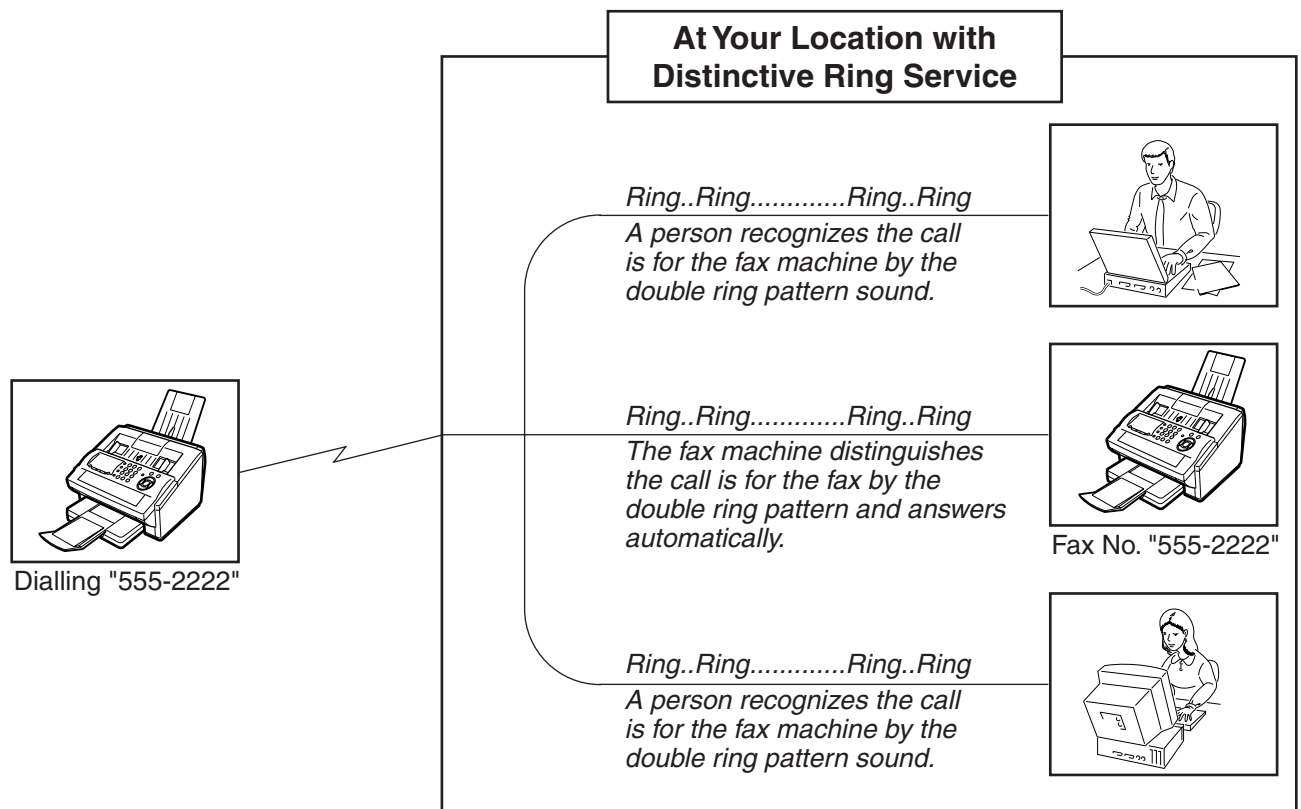 At Your Location with
Distinctive Ring Service
Ring..Ring.............Ring..Ring
A person recognizes the call
is for the fax machine by the
double ring pattern sound.
Ring..Ring.............Ring..Ring
The fax machine distinguishes
the call is for the fax by the
double ring pattern and answers
automatically.
Fax No. "555-2222"
Dialling "555-2222"
Ring..Ring.............Ring..Ring
A person recognizes the call
is for the fax machine by the
double ring pattern sound.